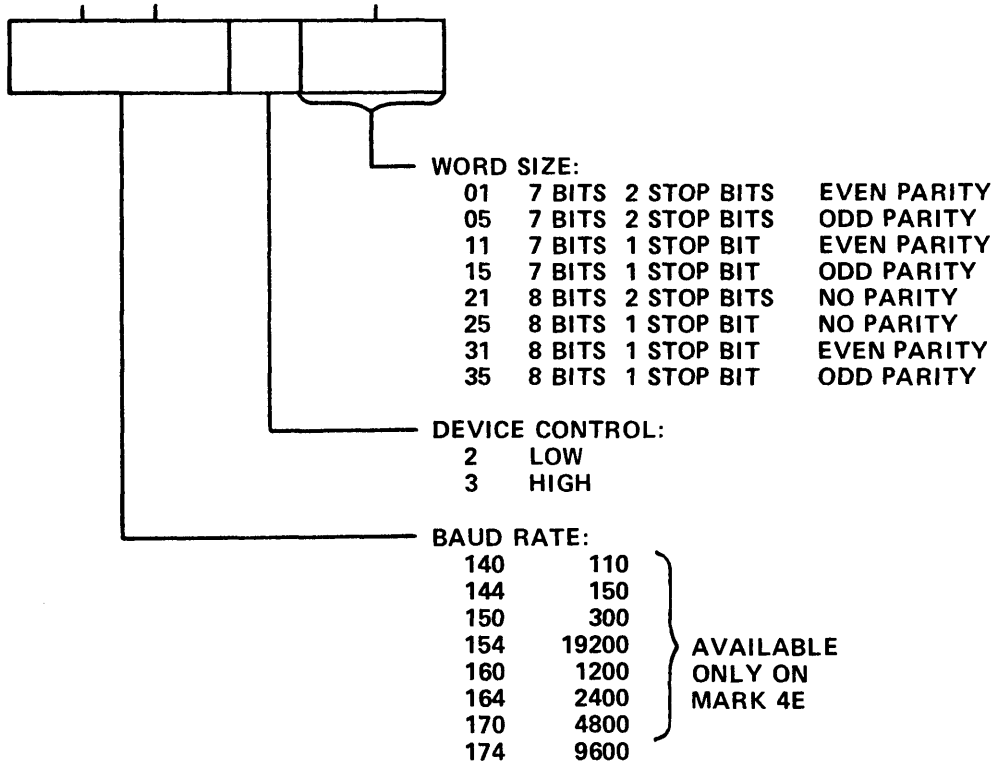 WORD SIZE:
01 7 BITS 2 STOP BITS EVEN PARITY
05 7 BITS 2 STOP BITS ODD PARITY
11 7 BITS 1 STOP BIT EVEN PARITY
15 7 BITS 1 STOP BIT ODD PARITY
21 8 BITS 2 STOP BITS NO PARITY
25 8 BITS 1 STOP BIT NO PARITY
31 8 BITS 1 STOP BIT EVEN PARITY
35 8 BITS 1 STOP BIT ODD PARITY
DEVICE CONTROL:
2 LOW
3 HIGH
BAUD RATE:
140 110
144 150
150 300
154 19200
160 1200
164 2400
170 4800
174 9600
AVAILABLE
ONLY ON
MARK 4E